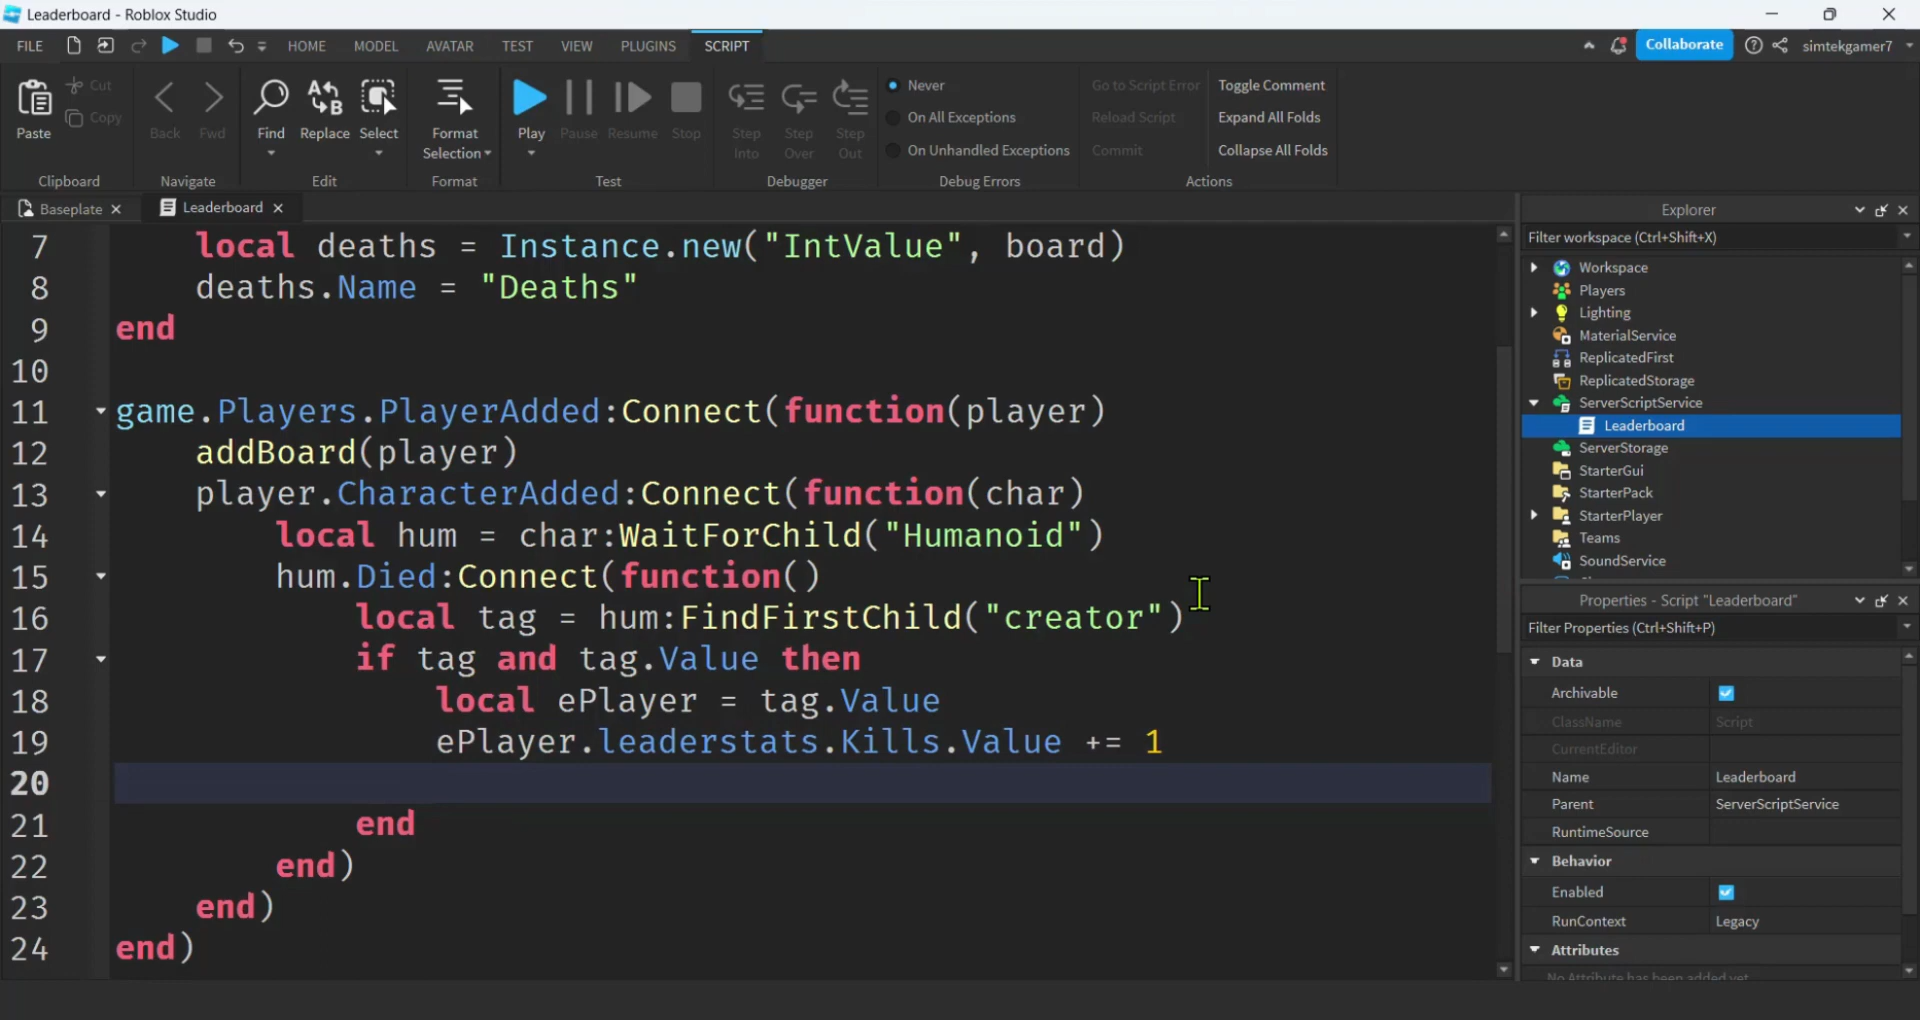 Leaderboard - Roblox Studio
FILE HOME MODEL AVATAR TEST VIEW PLUGINS SCRIPT Collaborate simtekgamer7
Paste
Cut
Copy
Clipboard
Back
Fwd
Navigate
Find
Replace
Select
Edit
Format
Selection
Format
Play
Pause
Resume
Stop
Test
Step
Into
Step
Over
Step
Out
Debugger
Never
On All Exceptions
On Unhandled Exceptions
Debug Errors
Go to Script Error
Reload Script
Commit
Toggle Comment
Expand All Folds
Collapse All Folds
Actions
Baseplate
Leaderboard
7 local deaths = Instance.new("IntValue", board)
8 deaths.Name = "Deaths"
9 end
10
11 game.Players.PlayerAdded:Connect(function(player)
12 addBoard(player)
13 player.CharacterAdded:Connect(function(char)
14 local hum = char:WaitForChild("Humanoid")
15 hum.Died:Connect(function()
16 local tag = hum:FindFirstChild("creator")
17 if tag and tag.Value then
18 local ePlayer = tag.Value
19 ePlayer.leaderstats.Kills.Value += 1
20
21 end
22 end)
23 end)
24 end)
Explorer
Filter workspace (Ctrl+Shift+X)
Workspace
Players
Lighting
MaterialService
ReplicatedFirst
ReplicatedStorage
ServerScriptService
Leaderboard
ServerStorage
StarterGui
StarterPack
StarterPlayer
Teams
SoundService
Properties - Script "Leaderboard"
Filter Properties (Ctrl+Shift+P)
Data
Archivable
ClassName Script
CurrentEditor
Name Leaderboard
Parent ServerScriptService
RuntimeSource
Behavior
Enabled
RunContext Legacy
Attributes
No Attribute has been added yet